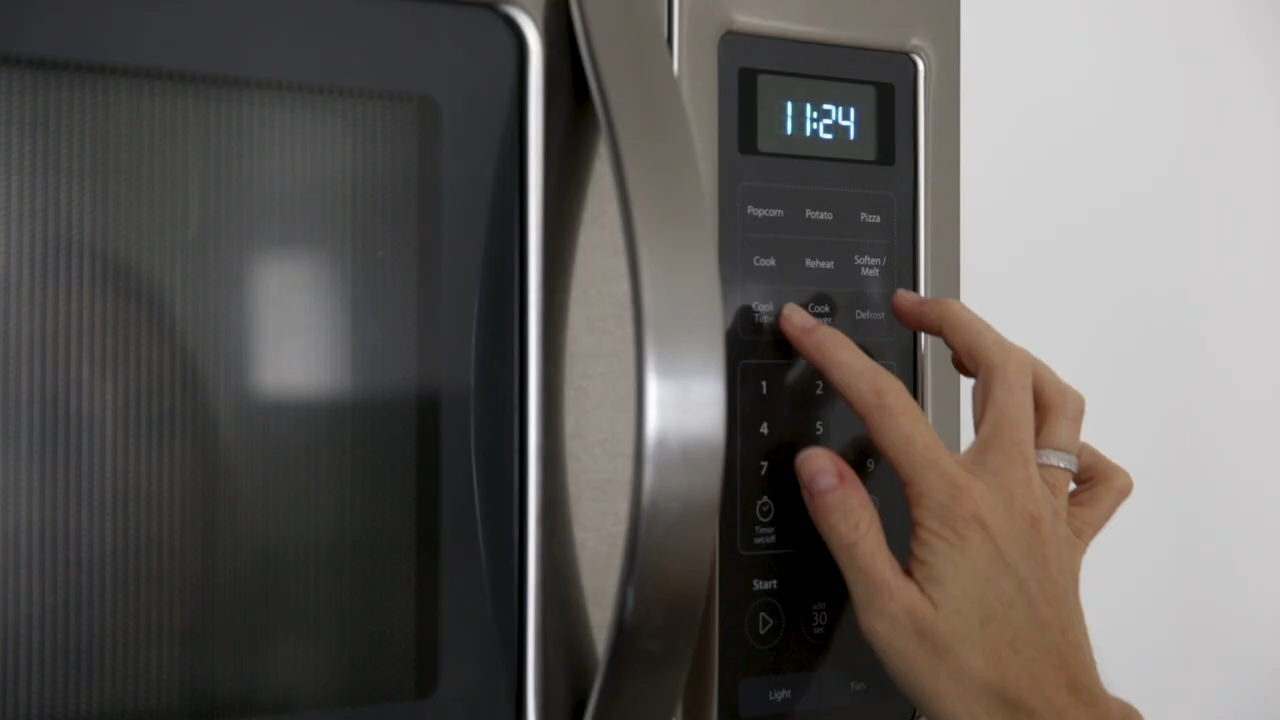 11:24
Popcorn Potato Pizza
Cook Reheat Soften /
Melt
Cook Cook
Defrost
1 2
4 5
7 9
Timer
set/off
Start
add
30
sec
Light Fan